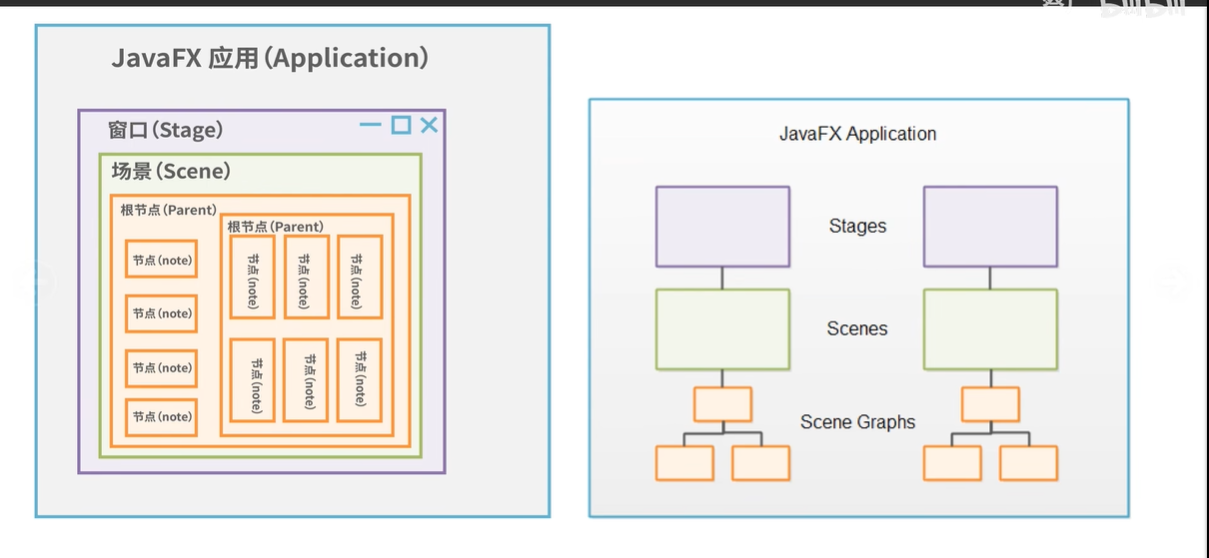 JavaFX 应用（Application）
窗口（Stage）
场景（Scene）
根节点（Parent）
根节点（Parent）
节点（note）
节点（note）
节点（note）
节点（note）
节点（note）
节点（note）
节点（note）
节点（note）
节点（note）
节点（note）
JavaFX Application
Stages
Scenes
Scene Graphs